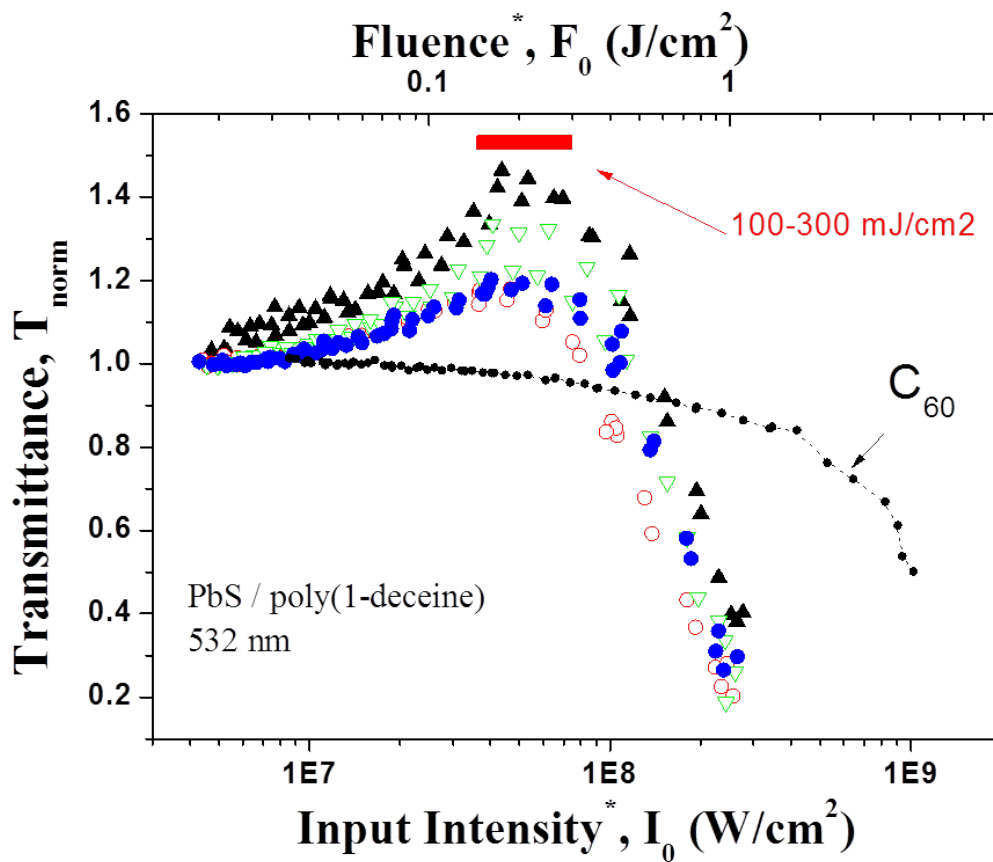 Fluence*, F0 (J/cm2)
0.1 1
1.6
1.4
1.2
1.0
0.8
0.6
0.4
0.2
Transmittance, Tnorm
100-300 mJ/cm2
C60
PbS / poly(1-deceine)
532 nm
1E7 1E8 1E9
Input Intensity*, I0 (W/cm2)